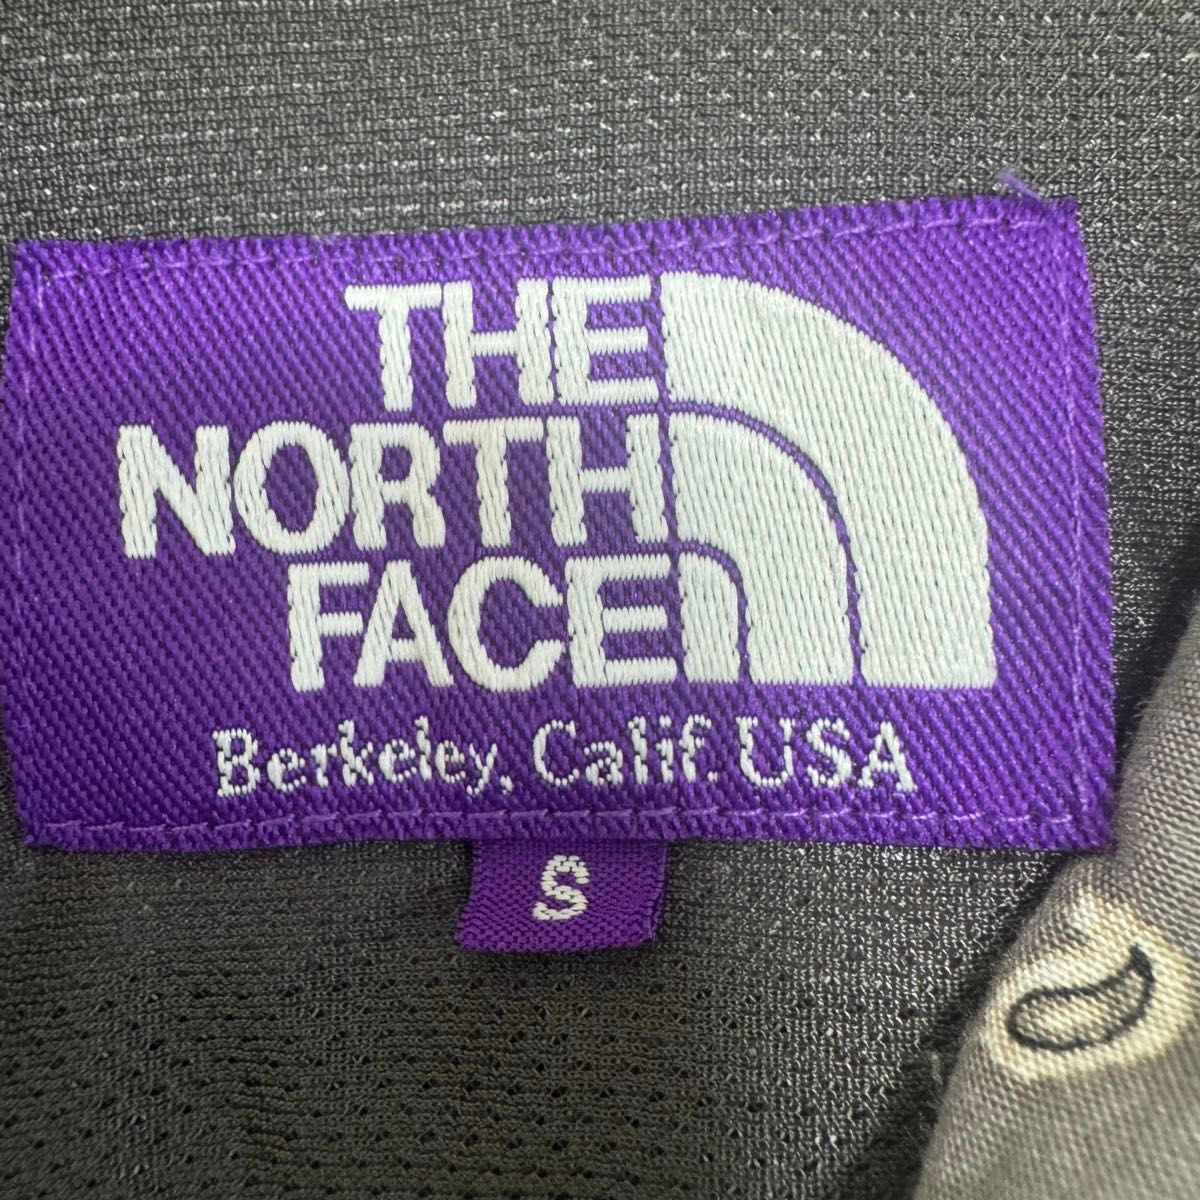 THE
NORTH
FACE
Berkeley, Calif. USA
S